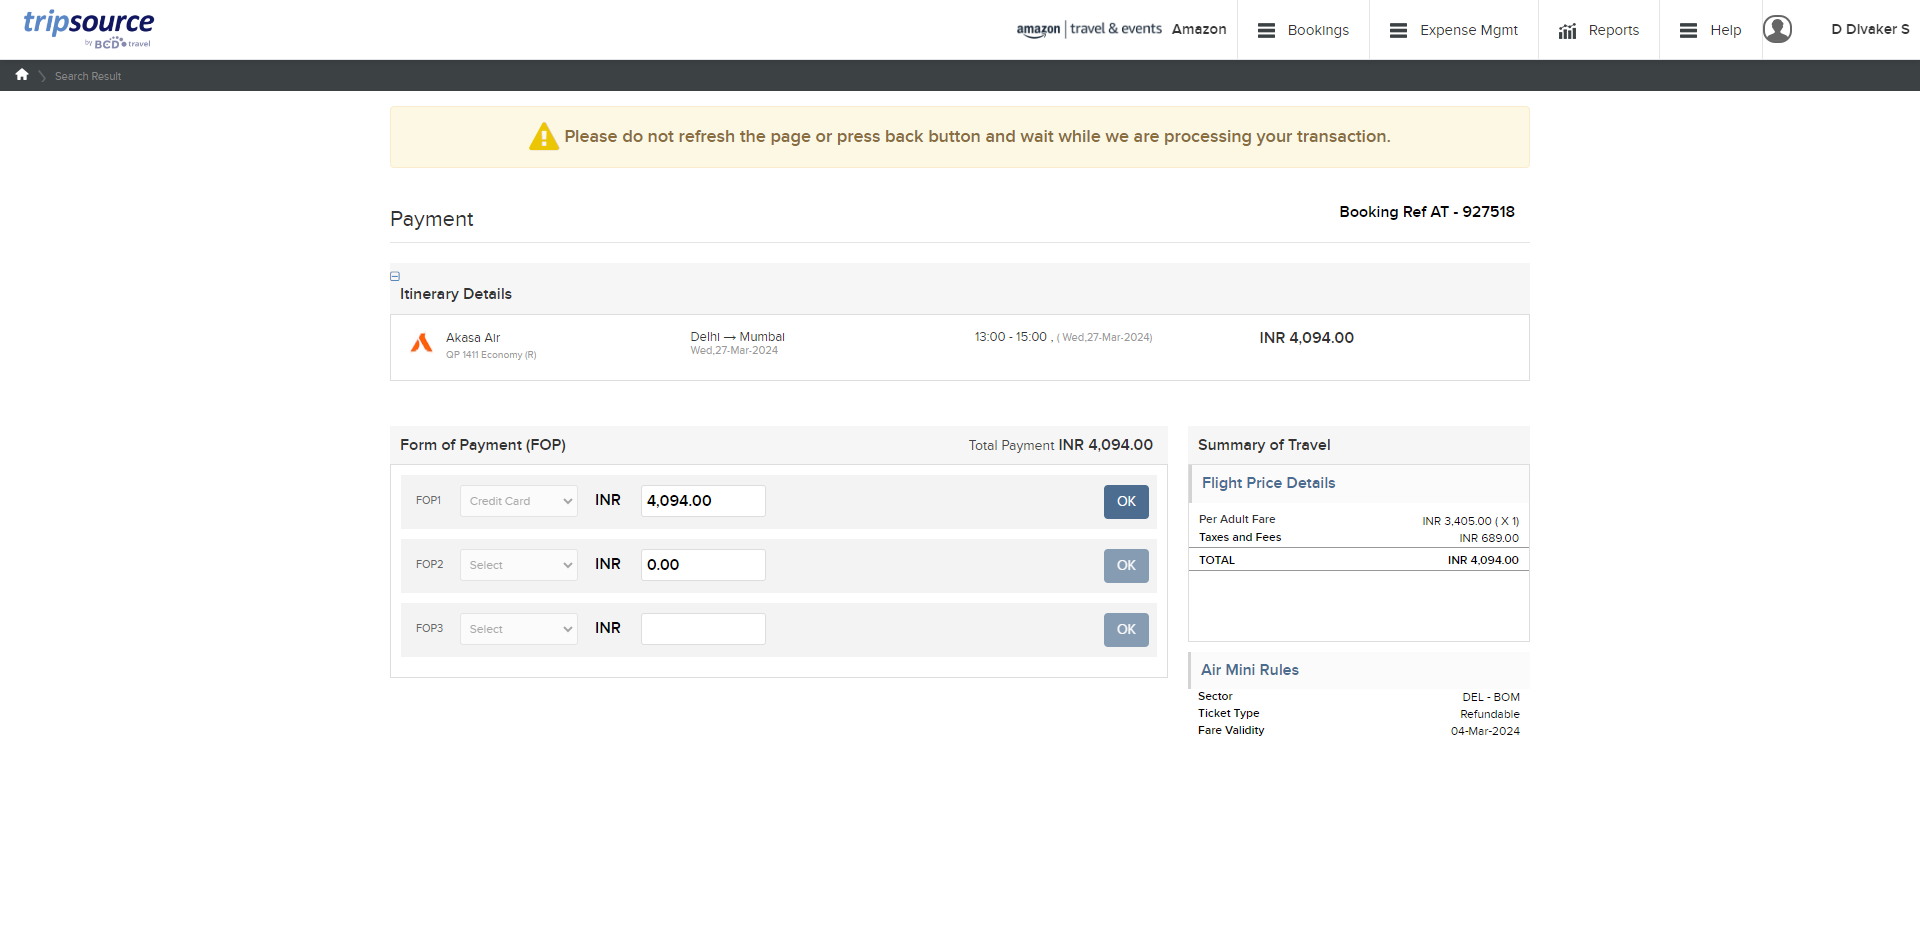 tripsource
by BCD travel
amazon | travel & events Amazon
Bookings
Expense Mgmt
Reports
Help
D Divaker S
Search Result
Please do not refresh the page or press back button and wait while we are processing your transaction.
Payment
Booking Ref AT - 927518
Itinerary Details
Akasa Air
QP 1411 Economy (R)
Delhi → Mumbai
Wed,27-Mar-2024
13:00 - 15:00 , ( Wed,27-Mar-2024)
INR 4,094.00
Form of Payment (FOP)
Total Payment INR 4,094.00
FOP1 Credit Card INR 4,094.00 OK
FOP2 Select INR 0.00 OK
FOP3 Select INR OK
Summary of Travel
Flight Price Details
Per Adult Fare INR 3,405.00 ( X 1)
Taxes and Fees INR 689.00
TOTAL INR 4,094.00
Air Mini Rules
Sector DEL - BOM
Ticket Type Refundable
Fare Validity 04-Mar-2024